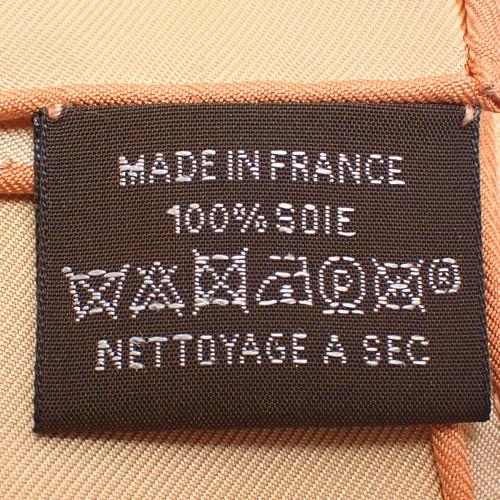 MADE IN FRANCE
100% SOIE
P ®
NETTOYAGE A SEC